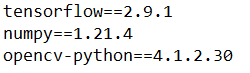 tensorflow==2.9.1
numpy==1.21.4
opencv-python==4.1.2.30